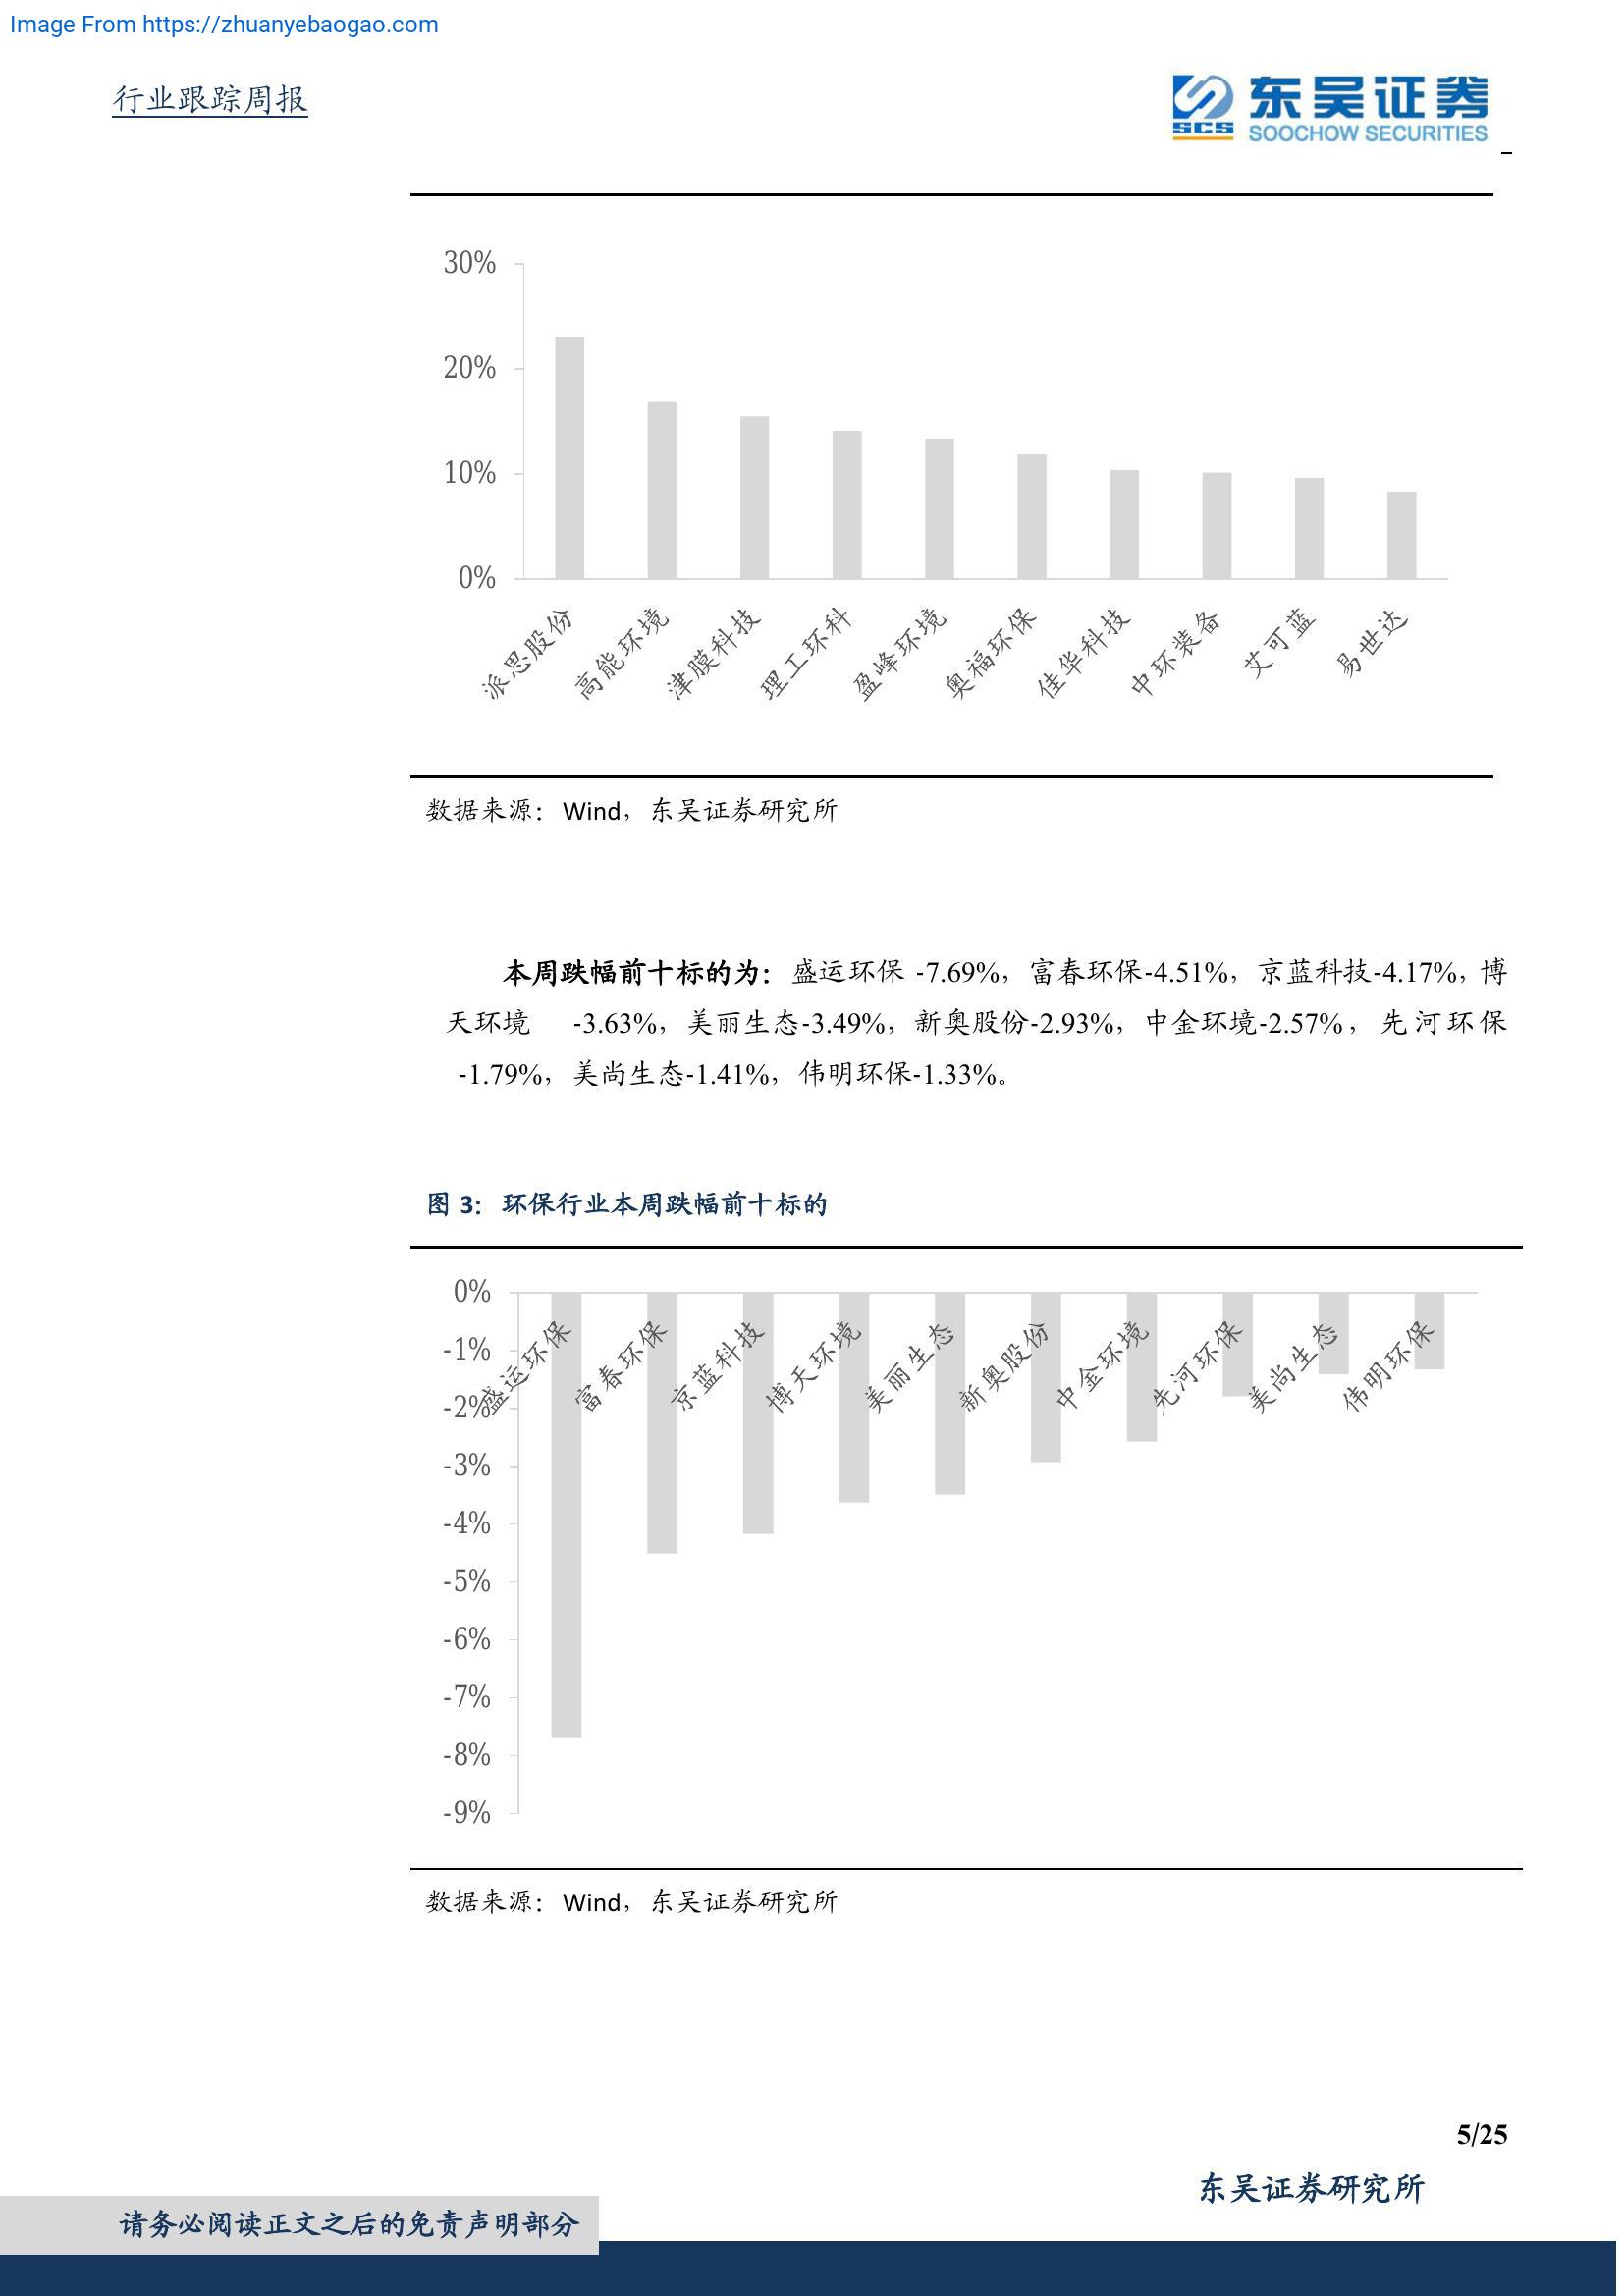 Image From https://zhuanyebaogao.com
行业跟踪周报
东吴证券
SCS
SOOCHOW SECURITIES
30%
20%
10%
0%
派思股份
高能环境
津膜科技
理工环科
盈峰环境
奥福环保
佳华科技
中环装备
艾可蓝
易世达
数据来源：Wind，东吴证券研究所
本周跌幅前十标的为：盛运环保 -7.69%，富春环保-4.51%，京蓝科技-4.17%，博
天环境 -3.63%，美丽生态-3.49%，新奥股份-2.93%，中金环境-2.57%，先河环保
-1.79%，美尚生态-1.41%，伟明环保-1.33%。
图 3：环保行业本周跌幅前十标的
0%
-1%
-2%
-3%
-4%
-5%
-6%
-7%
-8%
-9%
盛运环保
富春环保
京蓝科技
博天环境
美丽生态
新奥股份
中金环境
先河环保
美尚生态
伟明环保
数据来源：Wind，东吴证券研究所
5/25
东吴证券研究所
请务必阅读正文之后的免责声明部分